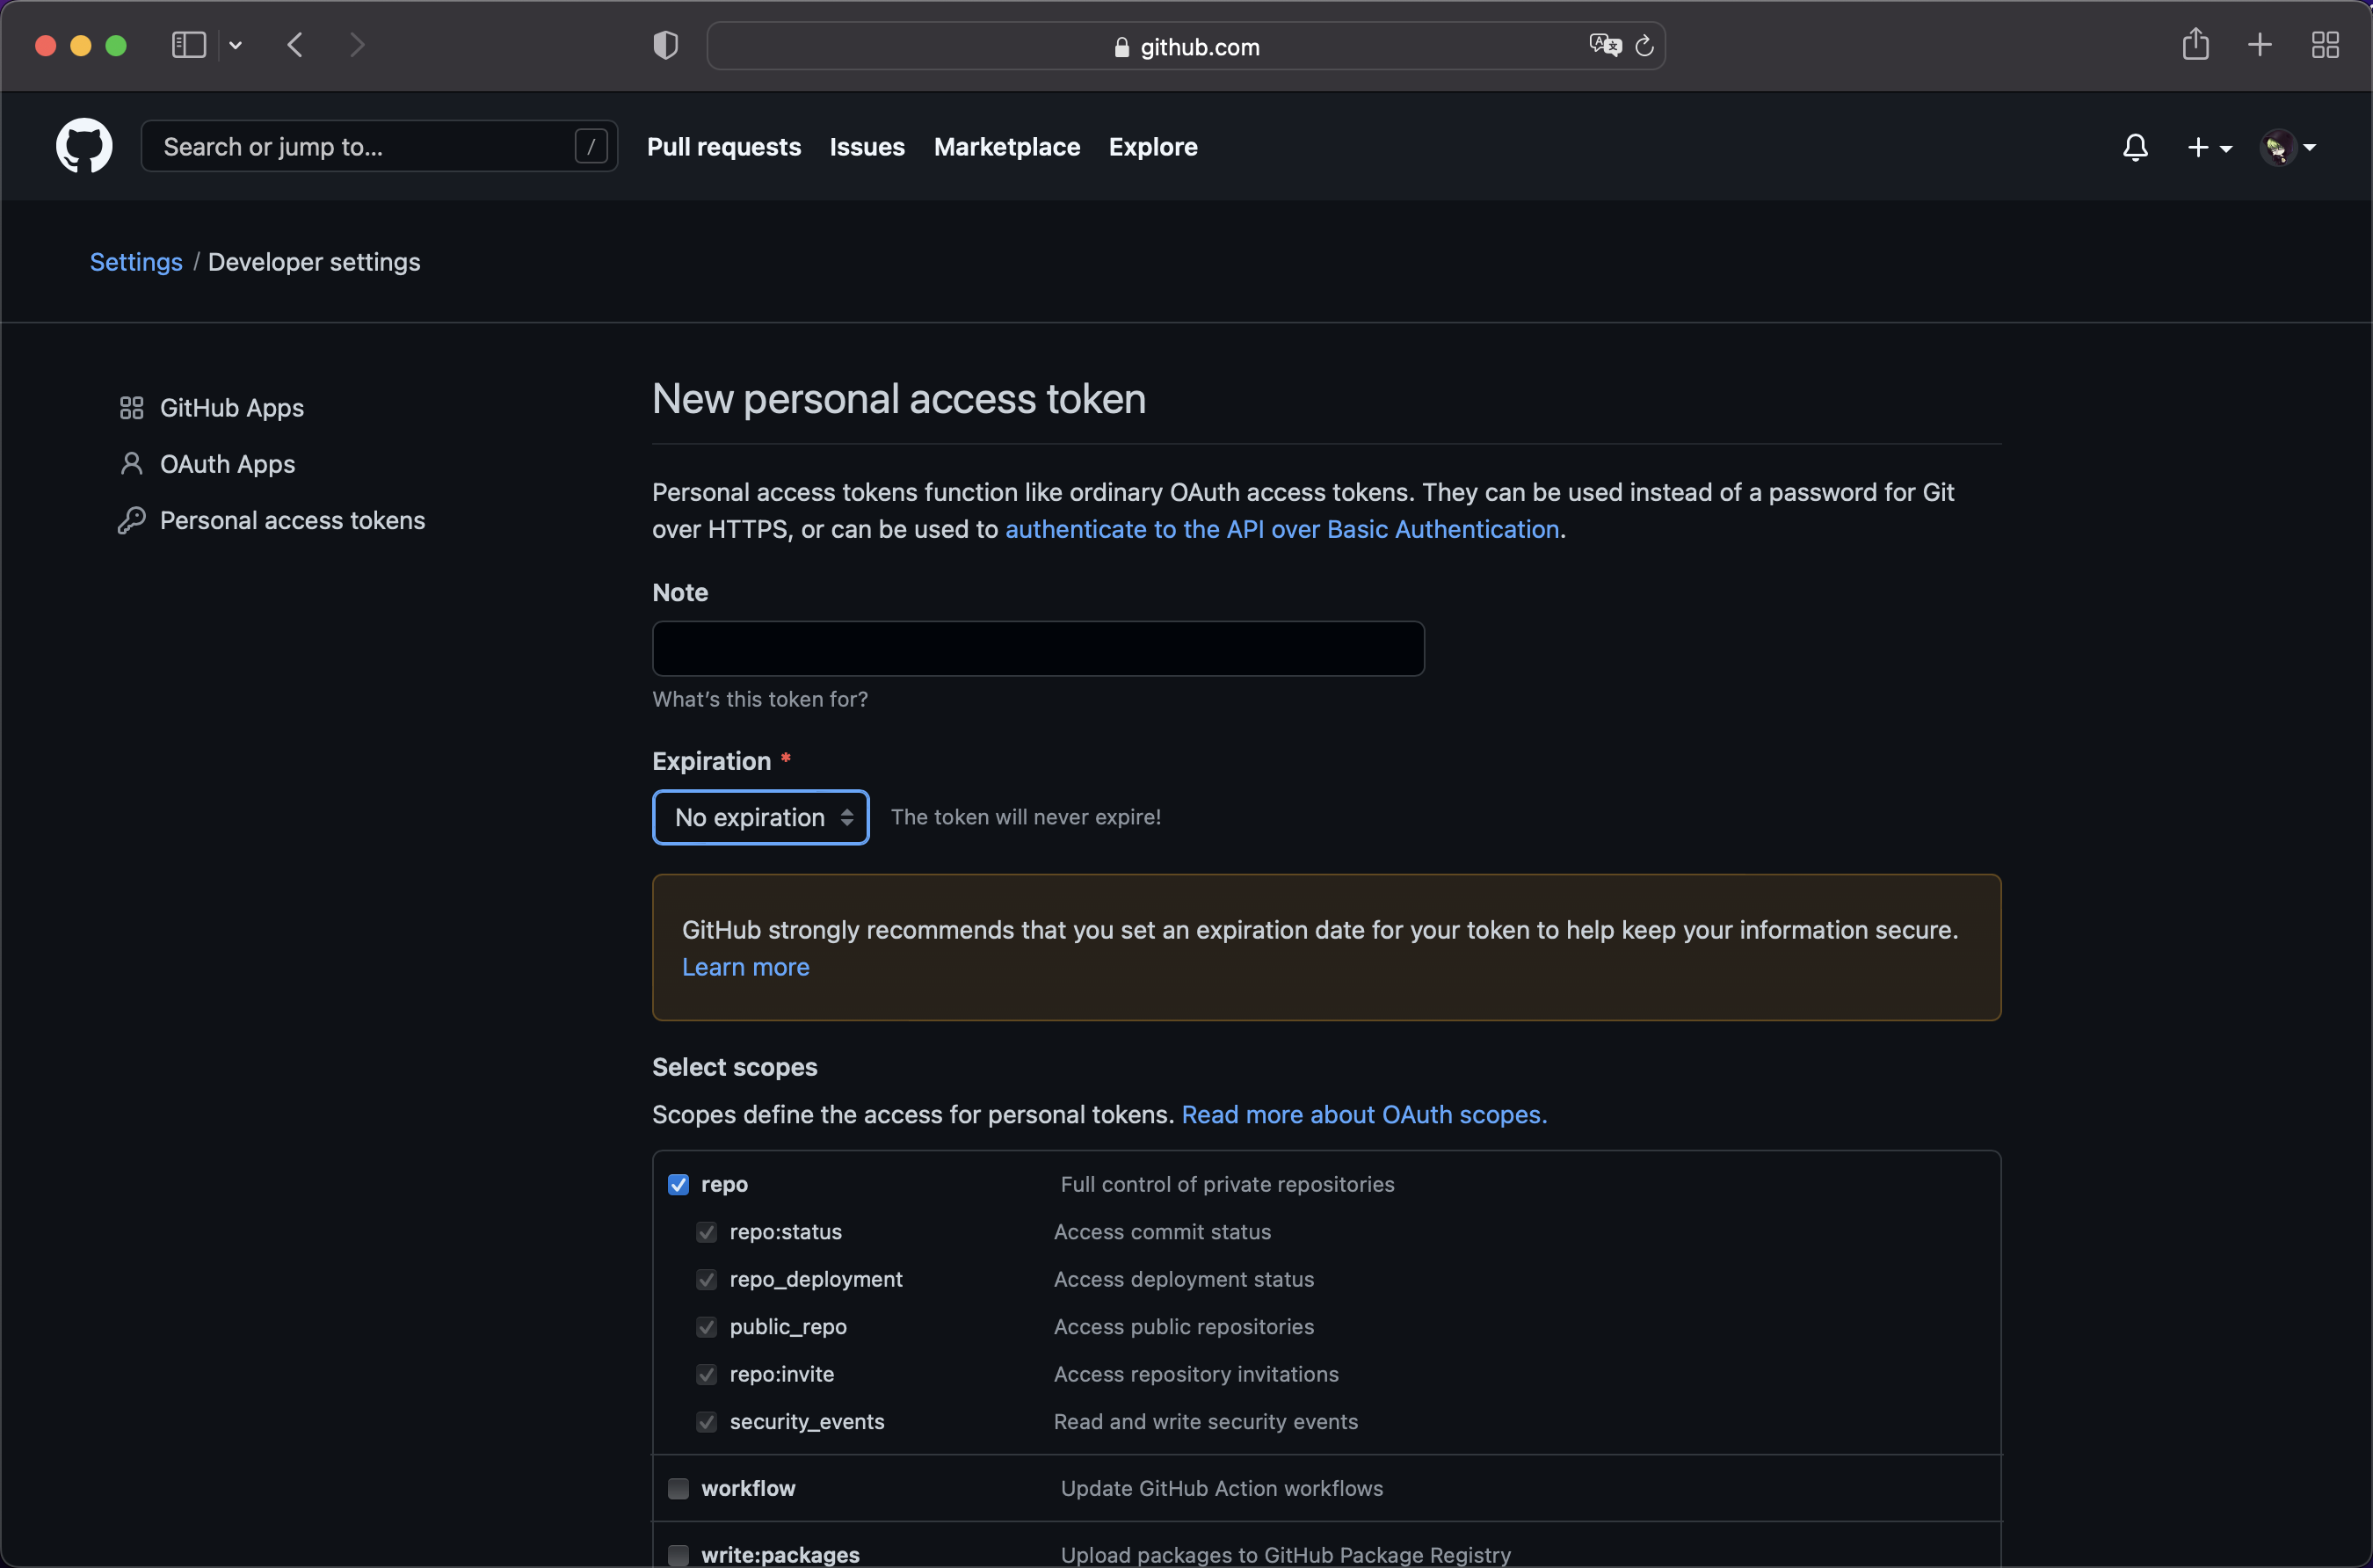 github.com
Search or jump to... /
Pull requests Issues Marketplace Explore
Settings / Developer settings
GitHub Apps
OAuth Apps
Personal access tokens
New personal access token
Personal access tokens function like ordinary OAuth access tokens. They can be used instead of a password for Git
over HTTPS, or can be used to authenticate to the API over Basic Authentication.
Note
What's this token for?
Expiration *
No expiration The token will never expire!
GitHub strongly recommends that you set an expiration date for your token to help keep your information secure.
Learn more
Select scopes
Scopes define the access for personal tokens. Read more about OAuth scopes.
repo Full control of private repositories
repo:status Access commit status
repo_deployment Access deployment status
public_repo Access public repositories
repo:invite Access repository invitations
security_events Read and write security events
workflow Update GitHub Action workflows
write:packages Upload packages to GitHub Package Registry